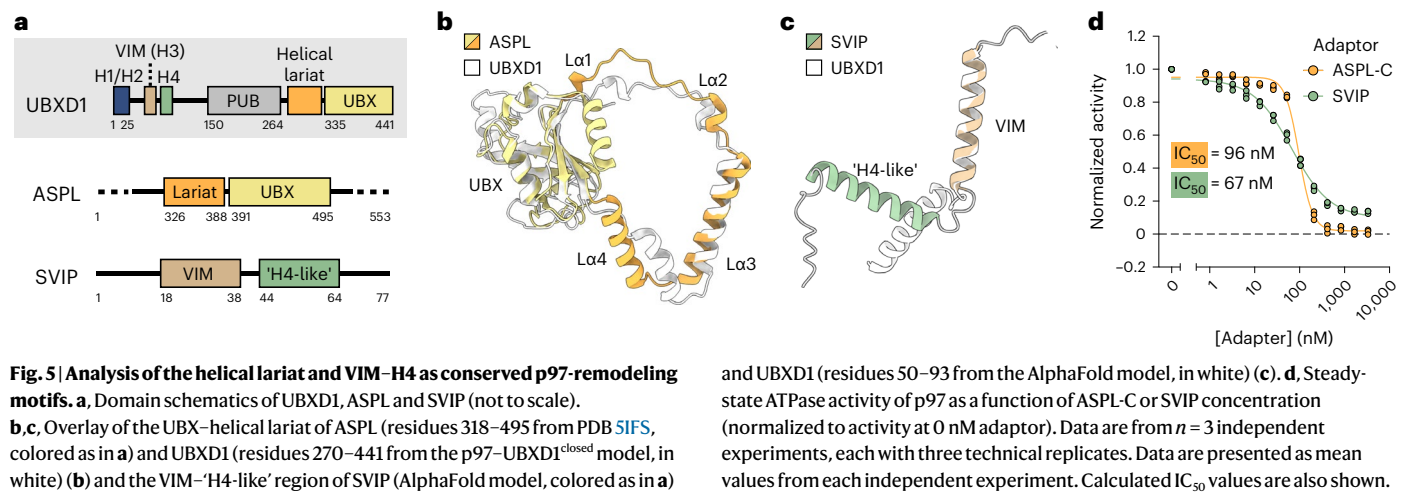 a
VIM (H3)
Helical
lariat
H1/H2
H4
UBXD1
PUB
UBX
1 25
150
264
335
441
ASPL
Lariat
UBX
1
326
388 391
495
553
SVIP
VIM
'H4-like'
1
18
38
44
64
77
b
ASPL
UBXD1
Lα1
Lα2
UBX
Lα4
Lα3
c
SVIP
UBXD1
VIM
'H4-like'
d
Normalized activity
1.2
1.0
0.8
0.6
0.4
0.2
0
–0.2
Adaptor
ASPL-C
SVIP
IC50 = 96 nM
IC50 = 67 nM
0
1
10
100
1,000
10,000
[Adapter] (nM)
Fig. 5 | Analysis of the helical lariat and VIM–H4 as conserved p97-remodeling
motifs. a, Domain schematics of UBXD1, ASPL and SVIP (not to scale).
b,c, Overlay of the UBX–helical lariat of ASPL (residues 318–495 from PDB 5IFS,
colored as in a) and UBXD1 (residues 270–441 from the p97–UBXD1closed model, in
white) (b) and the VIM–'H4-like' region of SVIP (AlphaFold model, colored as in a)
and UBXD1 (residues 50–93 from the AlphaFold model, in white) (c). d, Steady-
state ATPase activity of p97 as a function of ASPL-C or SVIP concentration
(normalized to activity at 0 nM adaptor). Data are from n = 3 independent
experiments, each with three technical replicates. Data are presented as mean
values from each independent experiment. Calculated IC50 values are also shown.